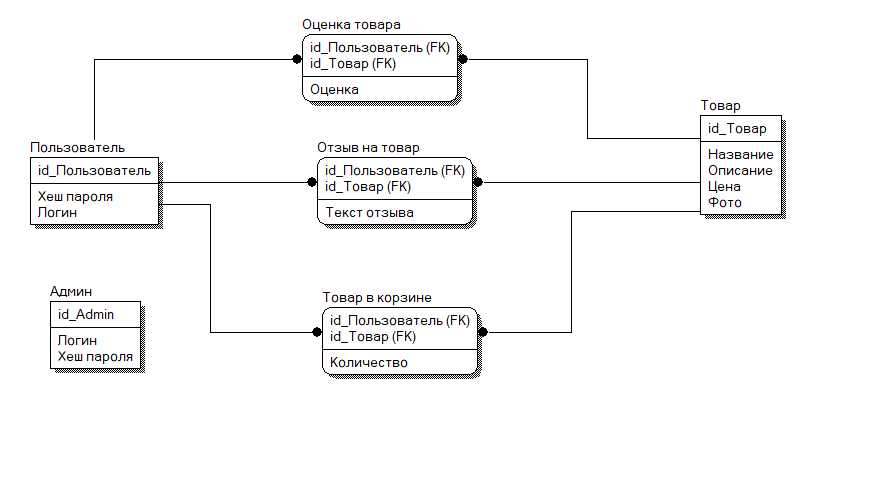 Оценка товара
id_Пользователь (FK)
id_Товар (FK)
Оценка
Товар
id_Товар
Название
Описание
Цена
Фото
Пользователь
id_Пользователь
Хеш пароля
Логин
Отзыв на товар
id_Пользователь (FK)
id_Товар (FK)
Текст отзыва
Админ
id_Admin
Логин
Хеш пароля
Товар в корзине
id_Пользователь (FK)
id_Товар (FK)
Количество